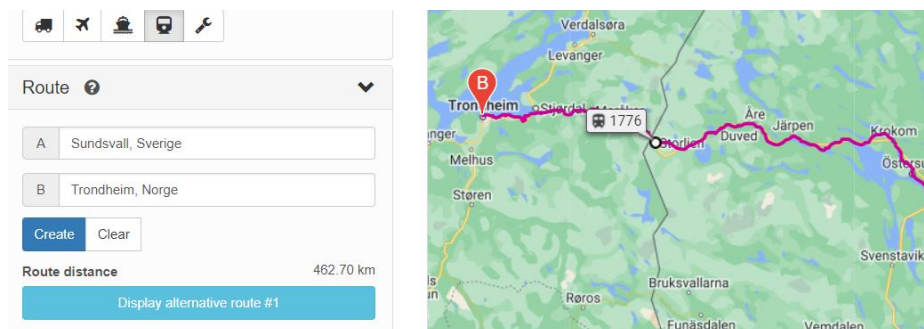 Route
A Sundsvall, Sverige
B Trondheim, Norge
Create Clear
Route distance 462.70 km
Display alternative route #1
Verdalsøra
Levanger
B
Trondheim
Stjørdal
1776
Storlien
Åre
Duved
Järpen
Krokom
Melhus
Støren
Svenstavik
Røros
Bruksvallarna
Funäsdalen
Vemdalen